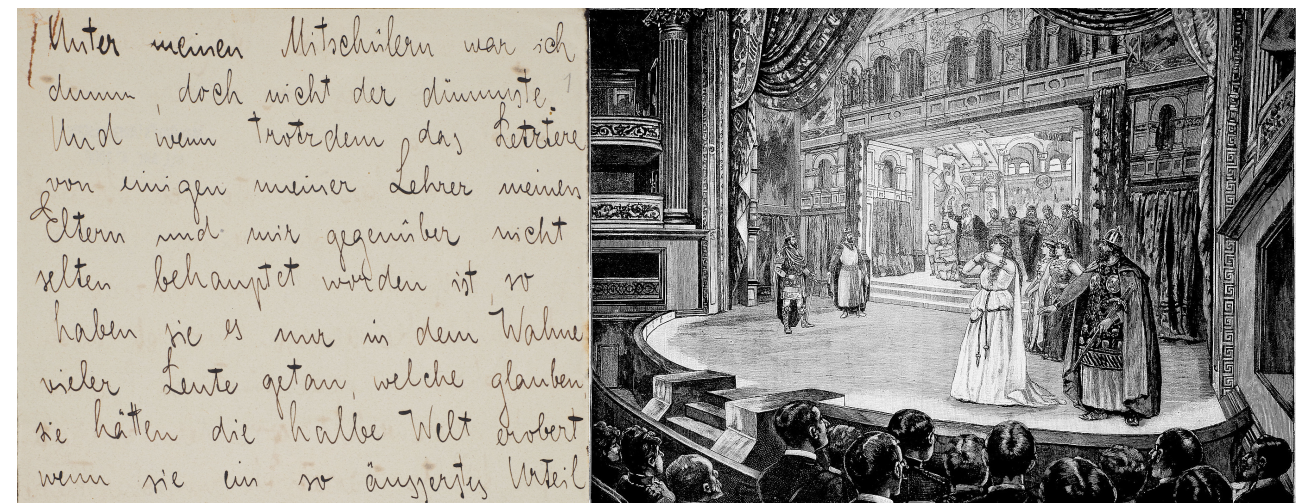 Unter meinen Mitschülern war ich
dumm, doch nicht der dümmste.
Und wenn trotzdem das Letztere
von einigen meiner Lehrer meinen
Eltern und mir gegenüber nicht
selten behauptet worden ist, so
haben sie es nur in dem Wahne
vieler Leute getan, welche glauben
sie hätten die halbe Welt erobert
wenn sie ein so äusserstes Urteil